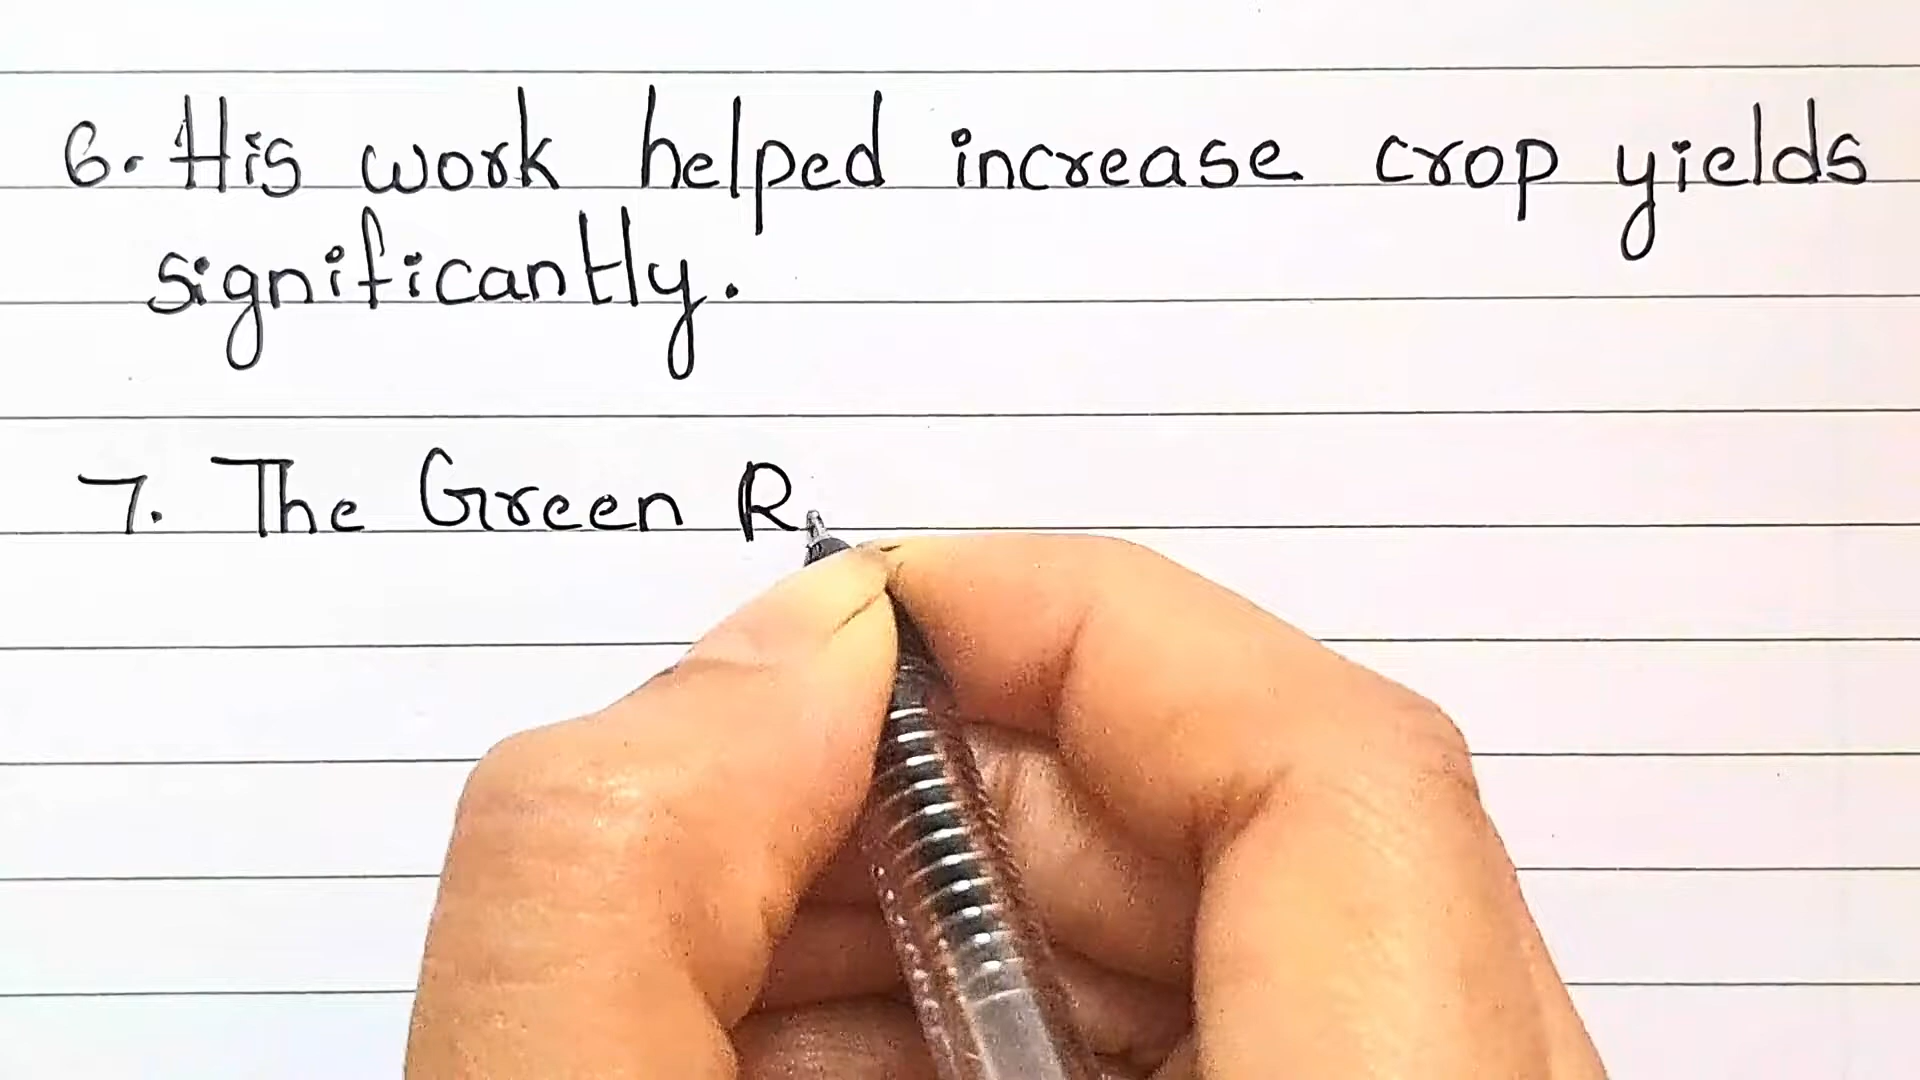 6. His work helped increase crop yields
significantly.
7. The Green R